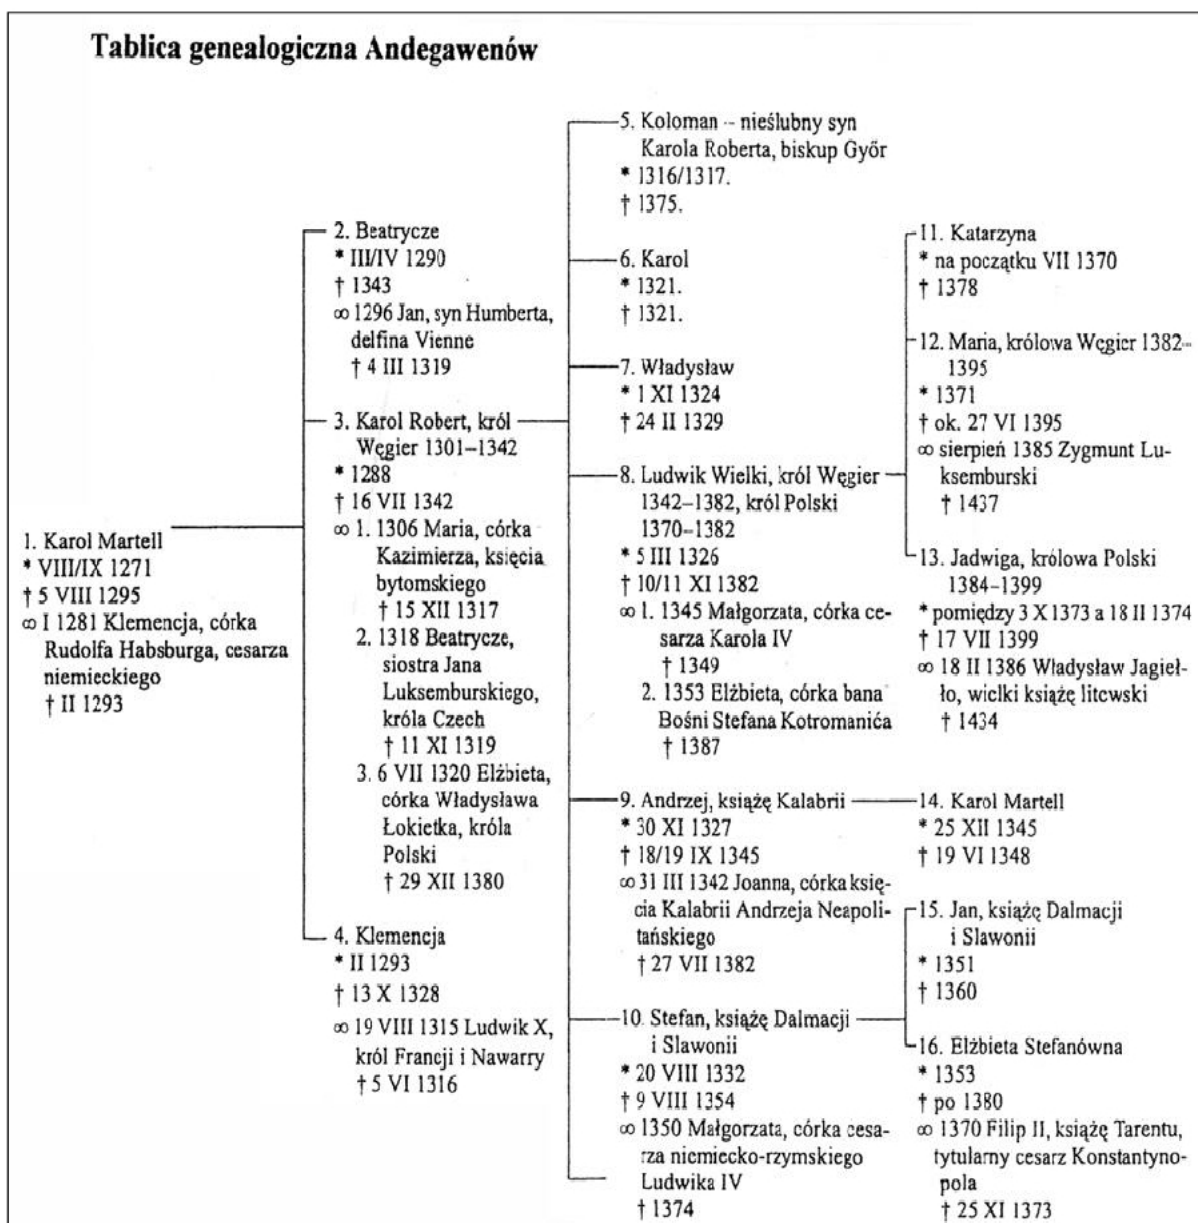 Tablica genealogiczna Andegawenów
1. Karol Martell
* VIII/IX 1271
† 5 VIII 1295
∞ I 1281 Klemencja, córka
Rudolfa Habsburga, cesarza
niemieckiego
† II 1293
2. Beatrycze
* III/IV 1290
† 1343
∞ 1296 Jan, syn Humberta,
delfina Vienne
† 4 III 1319
3. Karol Robert, król
Węgier 1301–1342
* 1288
† 16 VII 1342
∞ 1. 1306 Maria, córka
Kazimierza, księcia
bytomskiego
† 15 XII 1317
2. 1318 Beatrycze,
siostra Jana
Luksemburskiego,
króla Czech
† 11 XI 1319
3. 6 VII 1320 Elżbieta,
córka Władysława
Łokietka, króla
Polski
† 29 XII 1380
4. Klemencja
* II 1293
† 13 X 1328
∞ 19 VIII 1315 Ludwik X,
król Francji i Nawarry
† 5 VI 1316
5. Koloman – nieślubny syn
Karola Roberta, biskup Győr
* 1316/1317.
† 1375.
6. Karol
* 1321.
† 1321.
7. Władysław
* 1 XI 1324
† 24 II 1329
8. Ludwik Wielki, król Węgier
1342–1382, król Polski
1370–1382
* 5 III 1326
† 10/11 XI 1382
∞ 1. 1345 Małgorzata, córka ce-
sarza Karola IV
† 1349
2. 1353 Elżbieta, córka bana
Bośni Stefana Kotromanića
† 1387
9. Andrzej, książę Kalabrii
* 30 XI 1327
† 18/19 IX 1345
∞ 31 III 1342 Joanna, córka księ-
cia Kalabrii Andrzeja Neapoli-
tańskiego
† 27 VII 1382
10. Stefan, książę Dalmacji
i Slawonii
* 20 VIII 1332
† 9 VIII 1354
∞ 1350 Małgorzata, córka cesa-
rza niemiecko-rzymskiego
Ludwika IV
† 1374
11. Katarzyna
* na początku VII 1370
† 1378
12. Maria, królowa Węgier 1382–
1395
* 1371
† ok. 27 VI 1395
∞ sierpień 1385 Zygmunt Lu-
ksemburski
† 1437
13. Jadwiga, królowa Polski
1384–1399
* pomiędzy 3 X 1373 a 18 II 1374
† 17 VII 1399
∞ 18 II 1386 Władysław Jagieł-
ło, wielki książę litewski
† 1434
14. Karol Martell
* 25 XII 1345
† 19 VI 1348
15. Jan, książę Dalmacji
i Slawonii
* 1351
† 1360
16. Elżbieta Stefanówna
* 1353
† po 1380
∞ 1370 Filip II, książę Tarentu,
tytularny cesarz Konstantyno-
pola
† 25 XI 1373